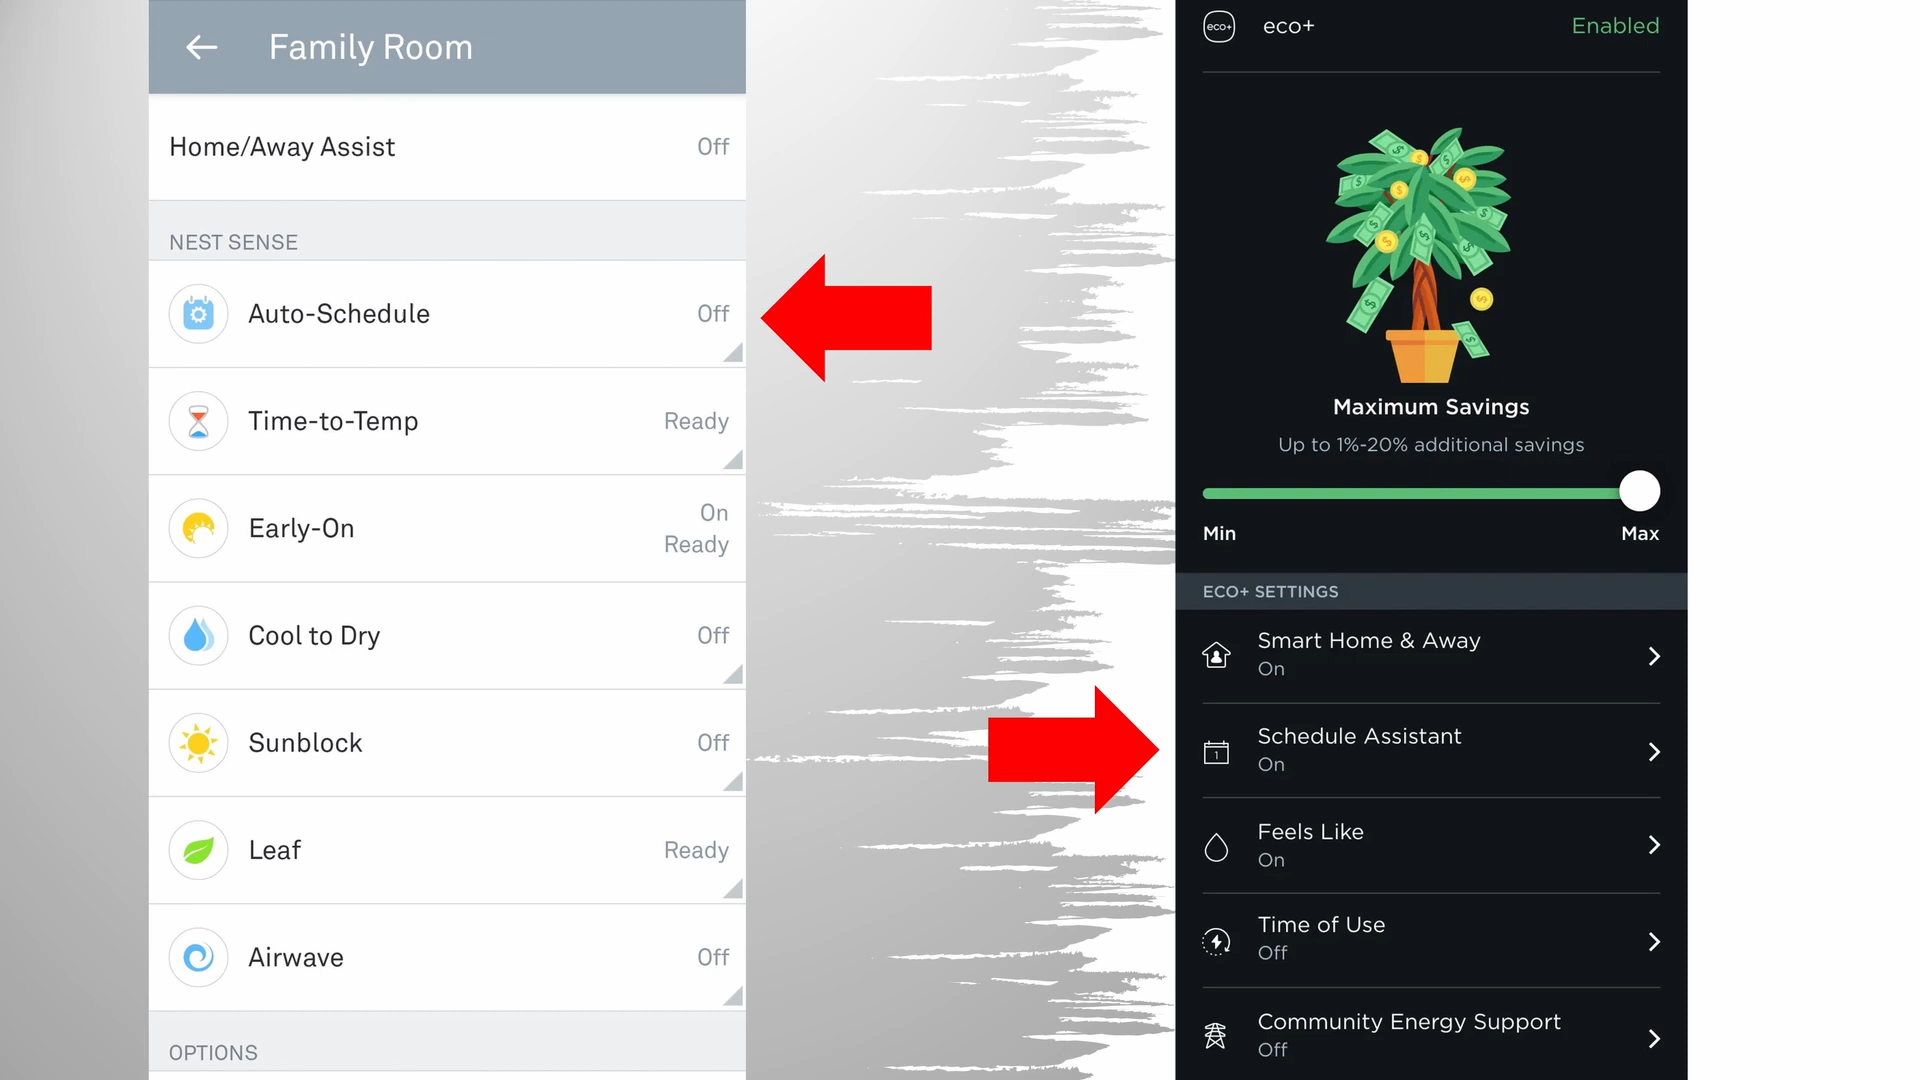 Family Room
Home/Away Assist
Off
NEST SENSE
Auto-Schedule
Off
Time-to-Temp
Ready
Early-On
On
Ready
Cool to Dry
Off
Sunblock
Off
Leaf
Ready
Airwave
Off
OPTIONS
eco+
eco+
Enabled
Maximum Savings
Up to 1%-20% additional savings
Min
Max
ECO+ SETTINGS
Smart Home & Away
On
1
Schedule Assistant
On
Feels Like
On
Time of Use
Off
Community Energy Support
Off